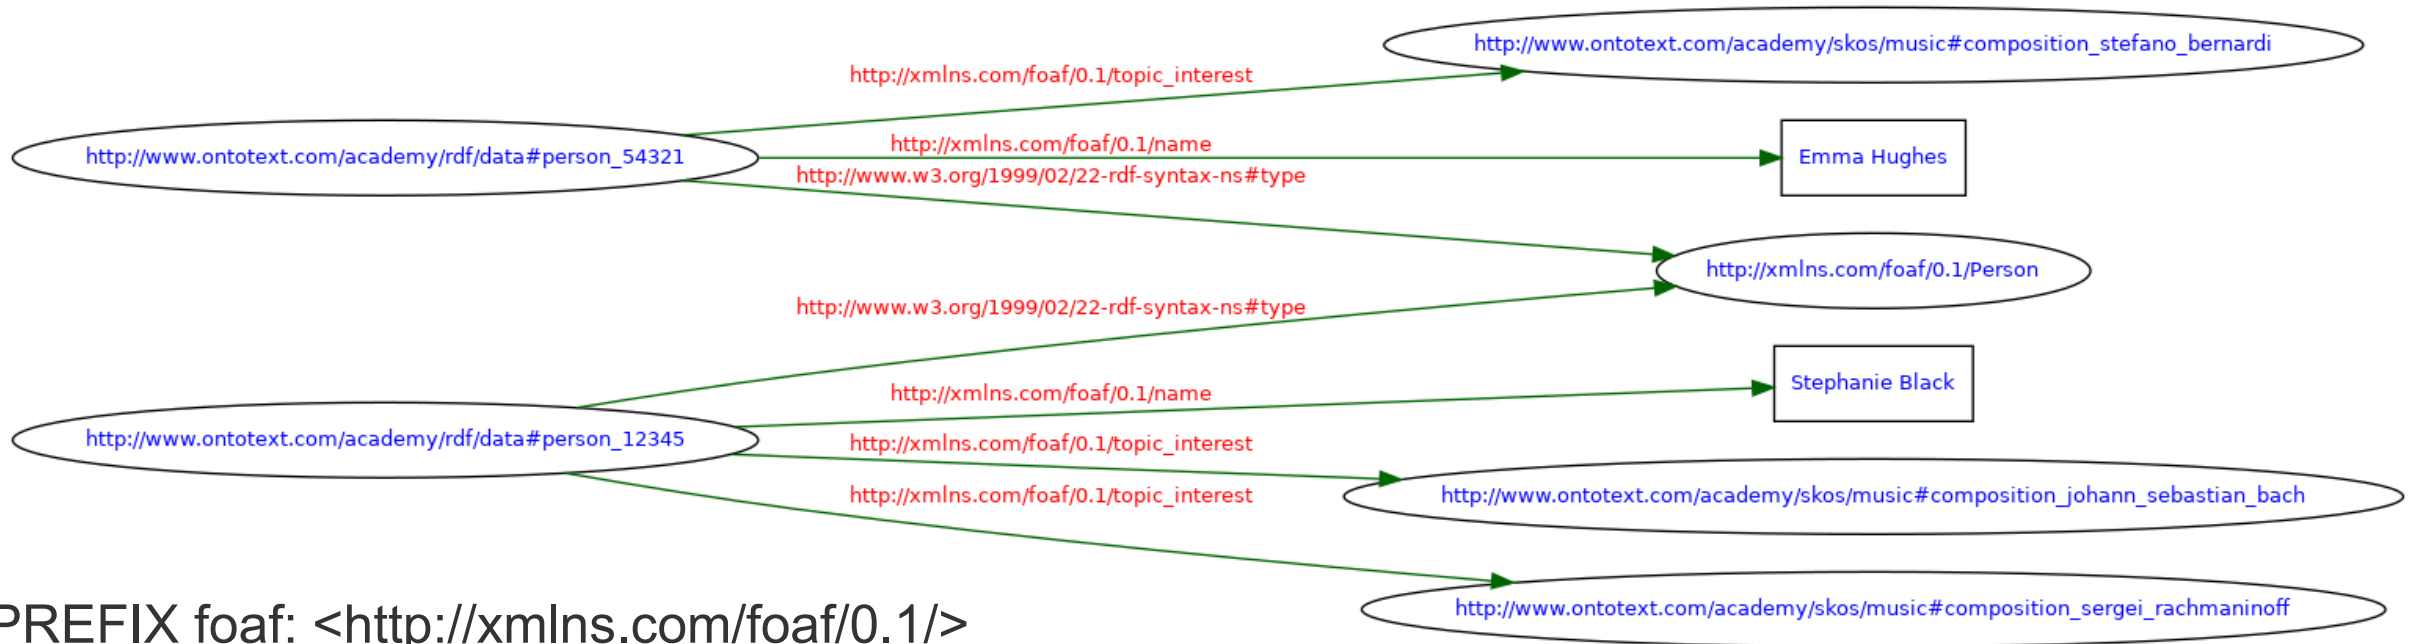 http://www.ontotext.com/academy/skos/music#composition_stefano_bernardi
http://xmlns.com/foaf/0.1/topic_interest
http://xmlns.com/foaf/0.1/name
http://www.ontotext.com/academy/rdf/data#person_54321
Emma Hughes
http://www.w3.org/1999/02/22-rdf-syntax-ns#type
http://xmlns.com/foaf/0.1/Person
http://www.w3.org/1999/02/22-rdf-syntax-ns#type
Stephanie Black
http://xmlns.com/foaf/0.1/name
http://www.ontotext.com/academy/rdf/data#person_12345
http://xmlns.com/foaf/0.1/topic_interest
http://xmlns.com/foaf/0.1/topic_interest
http://www.ontotext.com/academy/skos/music#composition_johann_sebastian_bach
http://www.ontotext.com/academy/skos/music#composition_sergei_rachmaninoff
PREFIX foaf: <http://xmlns.com/foaf/0.1/>